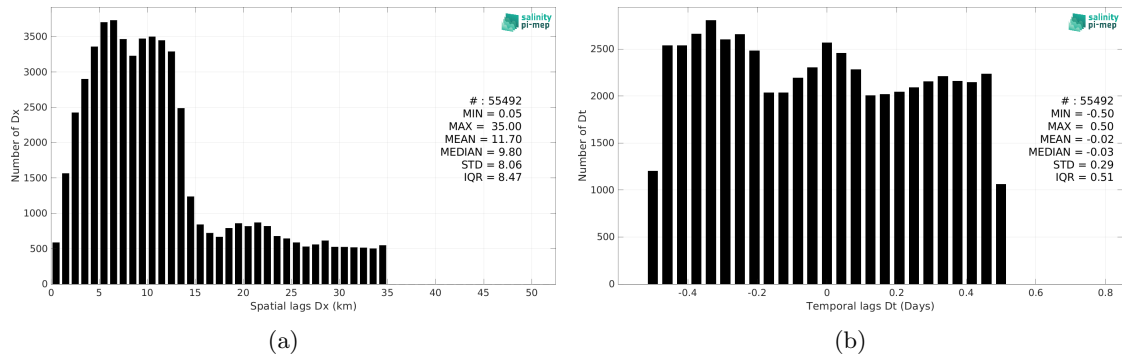 salinity
pi-mep
3500
3000
2500
2000
1500
1000
500
0
Number of Dx
# : 55492
MIN = 0.05
MAX = 35.00
MEAN = 11.70
MEDIAN = 9.80
STD = 8.06
IQR = 8.47
0 5 10 15 20 25 30 35 40 45 50
Spatial lags Dx (km)
(a)
salinity
pi-mep
2500
2000
1500
1000
500
0
Number of Dt
# : 55492
MIN = -0.50
MAX = 0.50
MEAN = -0.02
MEDIAN = -0.03
STD = 0.29
IQR = 0.51
-0.4 -0.2 0 0.2 0.4 0.6 0.8
Temporal lags Dt (Days)
(b)